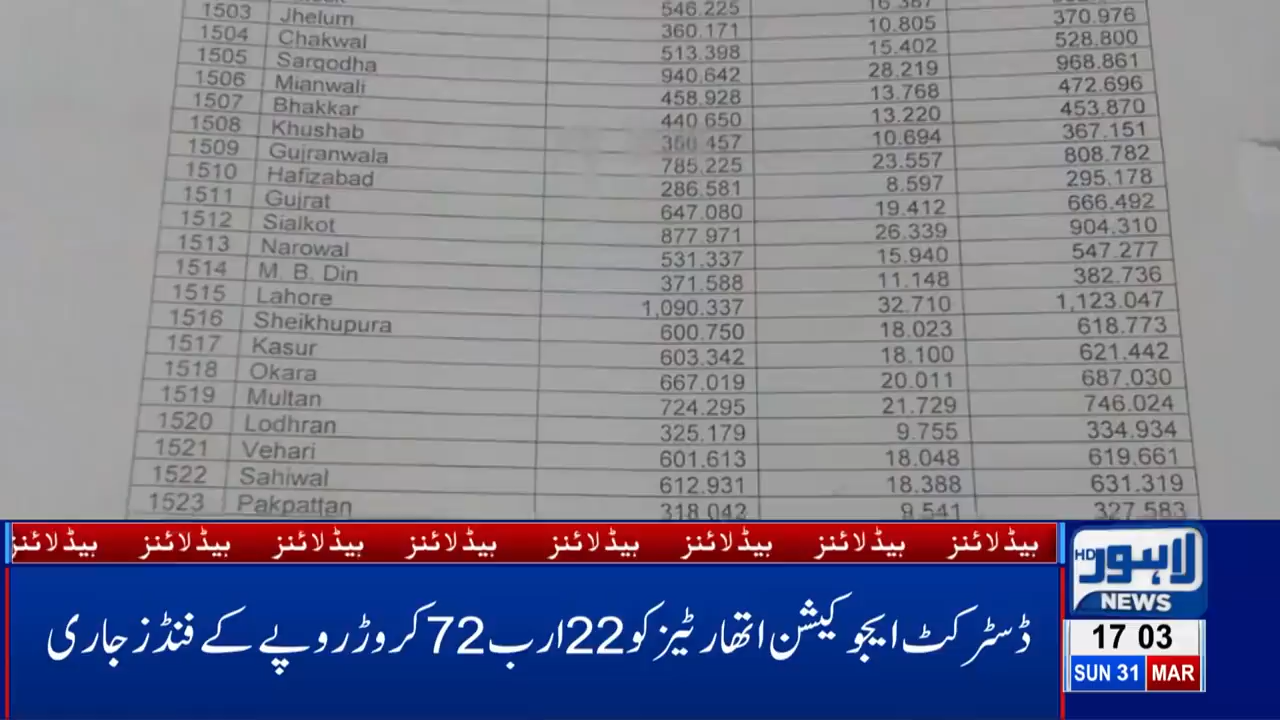 546.225 16.387
1503 Jhelum 360.171 10.805 370.976
1504 Chakwal 513.398 15.402 528.800
1505 Sargodha 940.642 28.219 968.861
1506 Mianwali 458.928 13.768 472.696
1507 Bhakkar 440.650 13.220 453.870
1508 Khushab 356.457 10.694 367.151
1509 Gujranwala 785.225 23.557 808.782
1510 Hafizabad 286.581 8.597 295.178
1511 Gujrat 647.080 19.412 666.492
1512 Sialkot 877.971 26.339 904.310
1513 Narowal 531.337 15.940 547.277
1514 M. B. Din 371.588 11.148 382.736
1515 Lahore 1,090.337 32.710 1,123.047
1516 Sheikhupura 600.750 18.023 618.773
1517 Kasur 603.342 18.100 621.442
1518 Okara 667.019 20.011 687.030
1519 Multan 724.295 21.729 746.024
1520 Lodhran 325.179 9.755 334.934
1521 Vehari 601.613 18.048 619.661
1522 Sahiwal 612.931 18.388 631.319
1523 Pakpattan 318.042 9.541 327.583
ہیڈلائنز ہیڈلائنز ہیڈلائنز ہیڈلائنز ہیڈلائنز ہیڈلائنز ہیڈلائنز ہیڈلائنز
ڈسٹرکٹ ایجوکیشن اتھارٹیز کو 22 ارب 72 کروڑ روپے کے فنڈز جاری
HD لاہور
NEWS
17 03
SUN 31 MAR